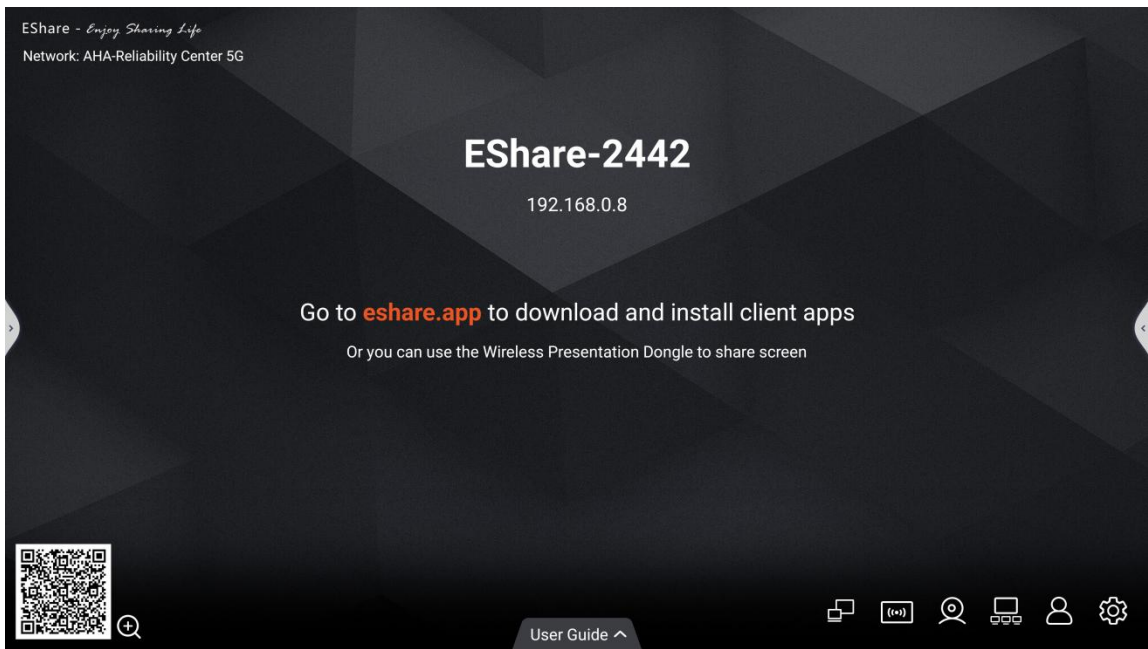 EShare - Enjoy Sharing Life
Network: AHA-Reliability Center 5G
EShare-2442
192.168.0.8
Go to eshare.app to download and install client apps
Or you can use the Wireless Presentation Dongle to share screen
User Guide